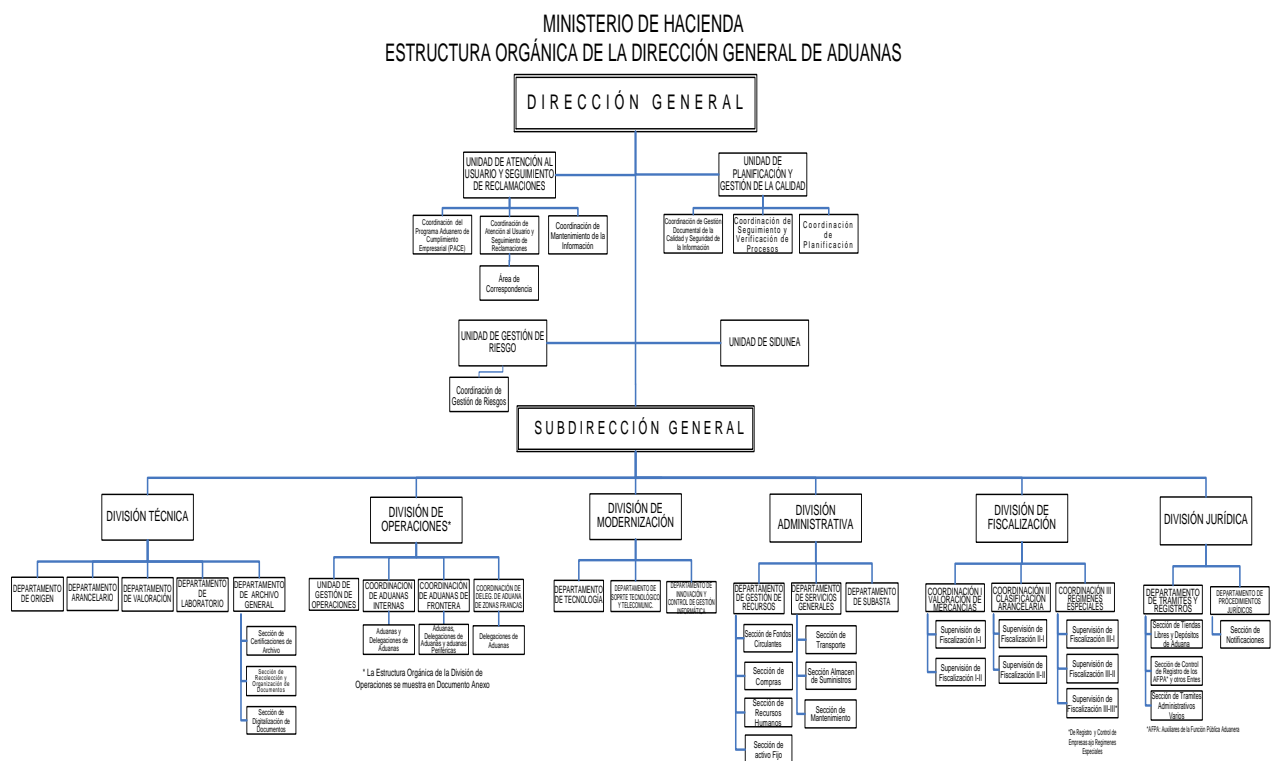 MINISTERIO DE HACIENDA
ESTRUCTURA ORGÁNICA DE LA DIRECCIÓN GENERAL DE ADUANAS
DIRECCIÓN GENERAL
UNIDAD DE ATENCIÓN AL
USUARIO Y SEGUIMIENTO
DE RECLAMACIONES
UNIDAD DE
PLANIFICACIÓN Y
GESTIÓN DE LA CALIDAD
Coordinación del
Programa Aduanero de
Cumplimiento
Empresarial (PACE)
Coordinación de
Atención al Usuario y
Seguimiento de
Reclamaciones
Coordinación de
Mantenimiento de la
Información
Coordinación de Gestión
Documental de la
Calidad y Seguridad de
la Información
Coordinación de
Seguimiento y
Verificación de
Procesos
Coordinación
de
Planificación
Área de
Correspondencia
UNIDAD DE GESTIÓN DE
RIESGO
UNIDAD DE SIDUNEA
Coordinación de
Gestión de Riesgos
SUBDIRECCIÓN GENERAL
DIVISIÓN TÉCNICA
DIVISIÓN DE
OPERACIONES*
DIVISIÓN DE
MODERNIZACIÓN
DIVISIÓN
ADMINISTRATIVA
DIVISIÓN DE
FISCALIZACIÓN
DIVISIÓN JURÍDICA
DEPARTAMENTO
DE ORIGEN
DEPARTAMENTO
ARANCELARIO
DEPARTAMENTO
DE VALORACIÓN
DEPARTAMENTO
DE
LABORATORIO
DEPARTAMENTO
DE ARCHIVO
GENERAL
Sección de
Certificaciones de
Archivo
Sección de
Recolección y
Organización de
Documentos
Sección de
Digitalización de
Documentos
UNIDAD DE
GESTIÓN DE
OPERACIONES
COORDINACION
DE ADUANAS
INTERNAS
COORDINACIÓN
DE ADUANAS DE
FRONTERA
COORDINACIÓN DE
DELEG. DE ADUANA
DE ZONAS FRANCAS
Aduanas y
Delegaciones de
Aduanas
Aduanas,
Delegaciones de
Aduanas y aduanas
Periféricas
Delegaciones de
Aduanas
* La Estructura Orgánica de la División de
Operaciones se muestra en Documento Anexo
DEPARTAMENTO
DE TECNOLOGIA
DEPARTAMENTO DE
SOPRTE TECNOLÓGICO
Y TELECOMUNIC.
DEPARTAMENTO DE
INNOVACIÓN Y
CONTROL DE GESTIÓN
INFORMÁTICA
DEPARTAMENTO
DE GESTIÓN DE
RECURSOS
DEPARTAMENTO
DE SERVICIOS
GENERALES
DEPARTAMENTO
DE SUBASTA
Sección de Fondos
Circulantes
Sección de
Compras
Sección de
Recursos
Humanos
Sección de
activo Fijo
Sección de
Transporte
Sección Almacen
de Suministros
Sección de
Mantenimiento
COORDINACIÓN I
VALORACIÓN DE
MERCANCIAS
COORDINACIÓN II
CLASIFICACIÓN
ARANCELARIA
COORDINACIÓN III
REGIMENES
ESPECIALES
Supervisión de
Fiscalización I-I
Supervisión de
Fiscalización I-II
Supervisión de
Fiscalización II-I
Supervisión de
Fiscalización II-II
Supervisión de
Fiscalización III-I
Supervisión de
Fiscalización III-II
Supervisión de
Fiscalización III-III*
*De Registro y Control de
Empresas ajo Regimenes
Especiales
DEPARTAMENTO
DE TRAMITES Y
REGISTROS
DEPARTAMENTO DE
PROCEDIMIENTOS
JURÍDICOS
Sección de Tiendas
Libres y Depósitos
de Aduana
Sección de Control
de Registro de los
AFPA* y otros Entes
Sección de Tramites
Administrativos
Varios
Sección de
Notificaciones
*AFPA: Auxiliares de la Función Pública Aduanera